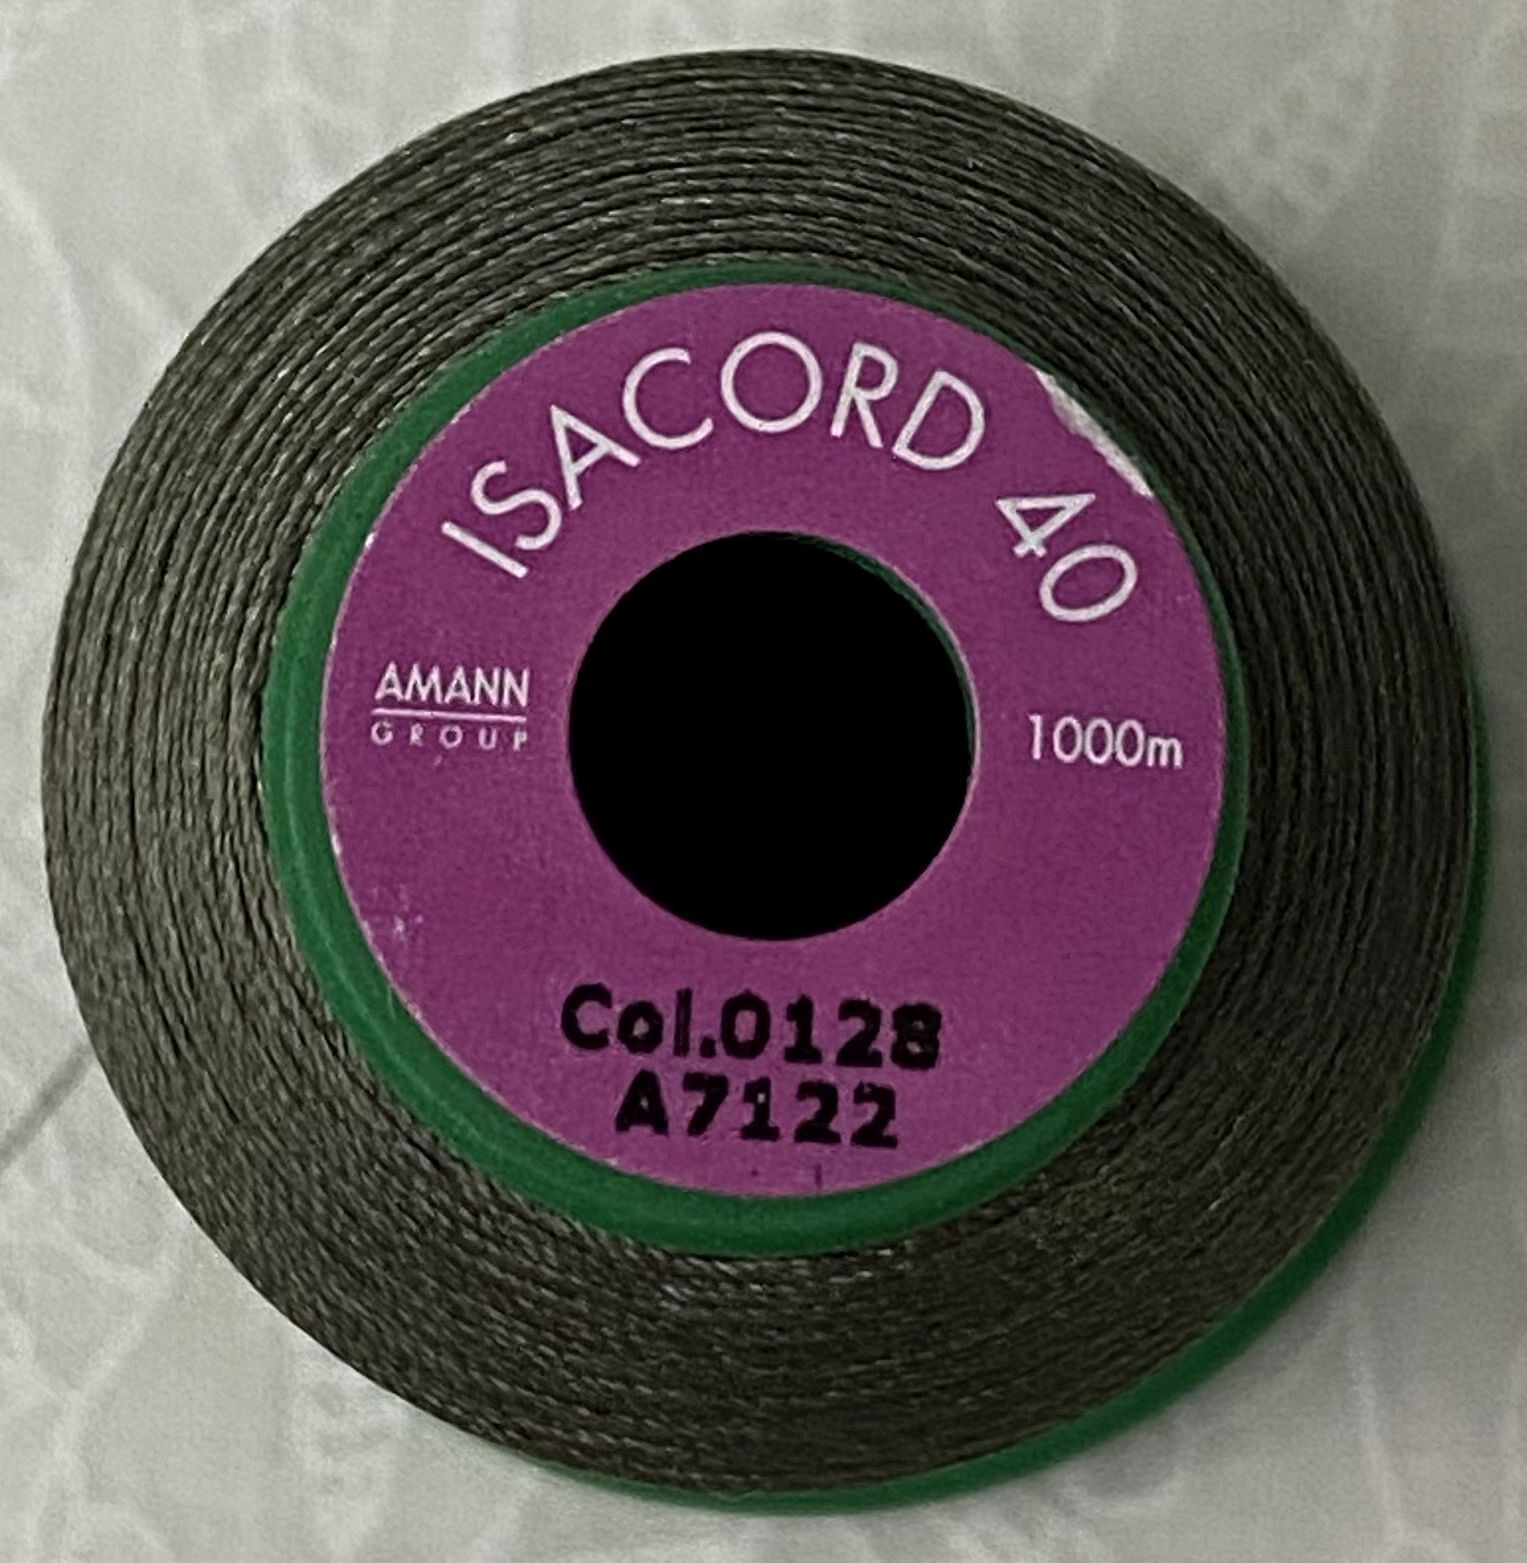 ISACORD 40
AMANN
GROUP
1000m
Col.0128
A7122